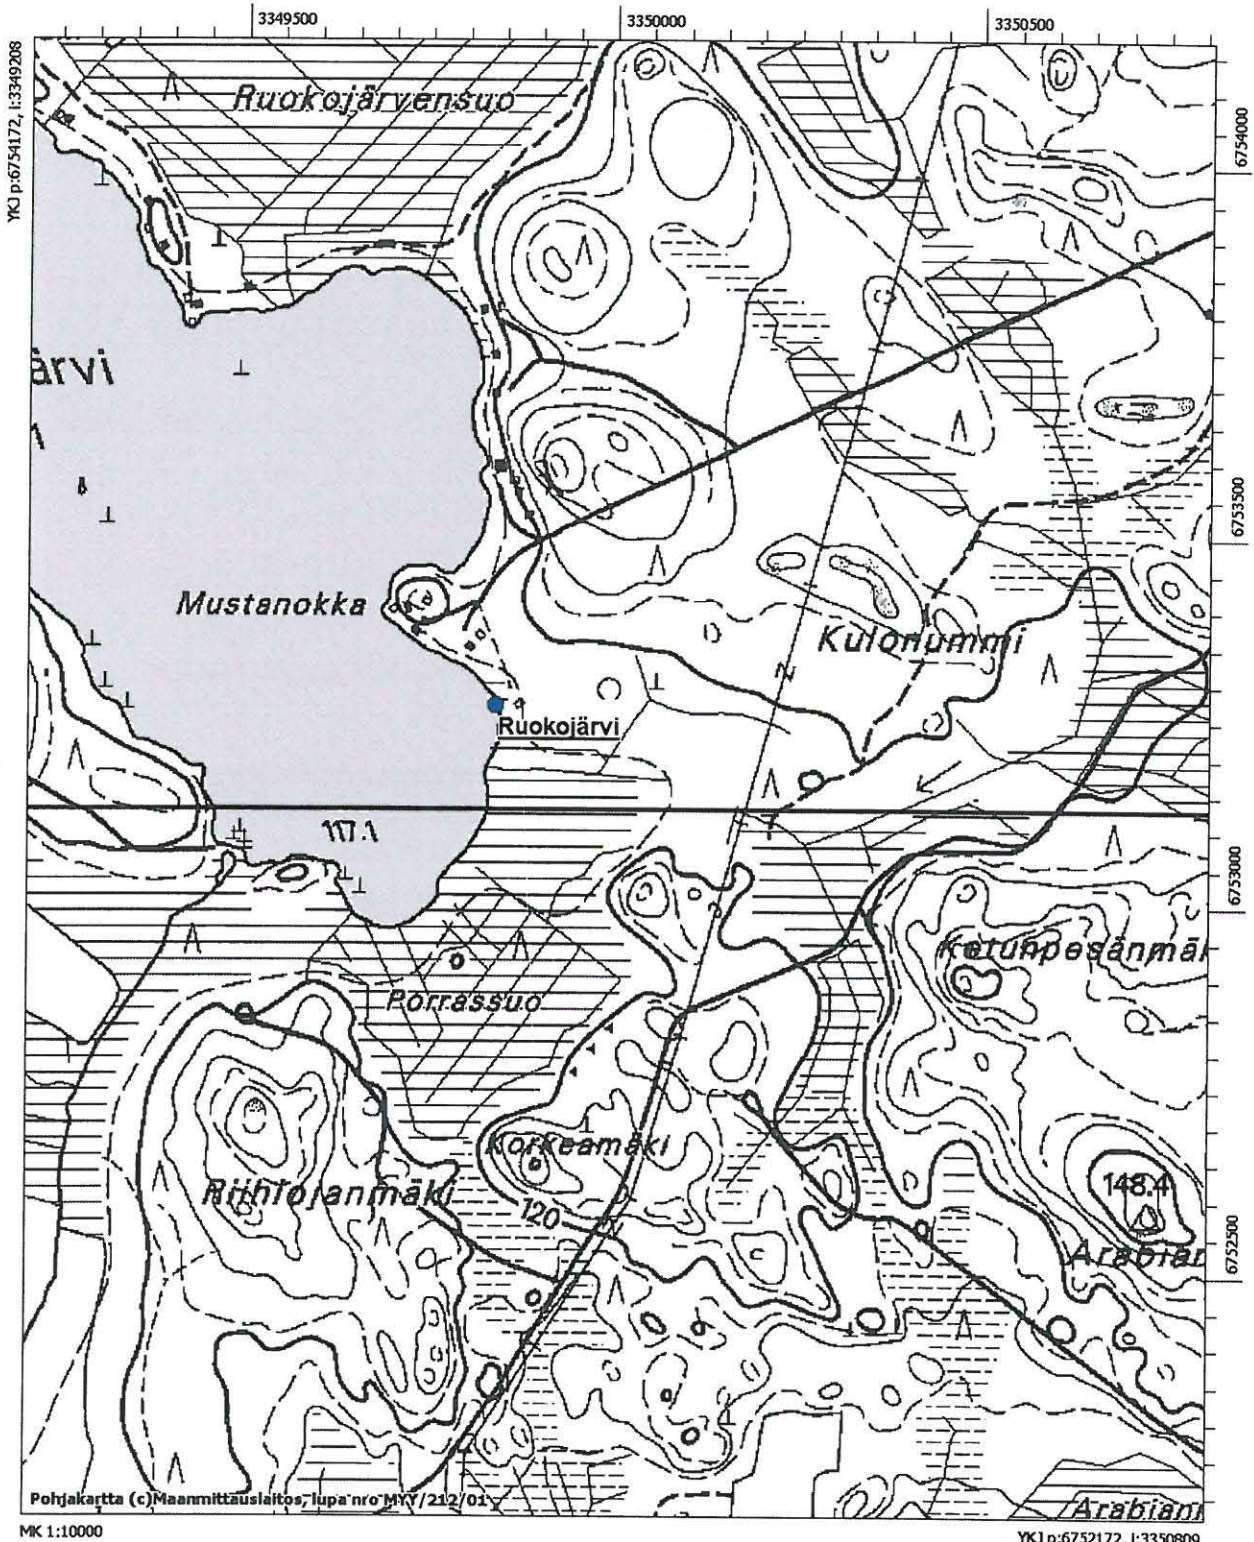 3349500
3350000
3350500
YKJ p:6754172, i:3349208
Ruokojärvensuo
6754000
ärvi
6753500
Mustanokka
Kulonummi
Ruokojärvi
117.1
6753000
Porrassuo
Korkeamäki
148.4
120
6752500
Pohjakartta (c)Maanmittauslaitos, lupa nro MYY/212/01
MK 1:10000
YKJ p:6752172, i:3350809